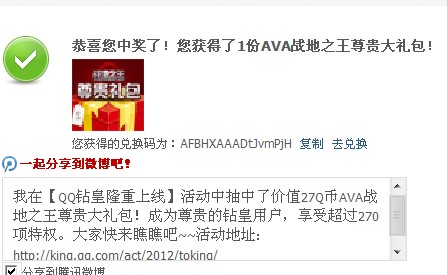 恭喜您中奖了！您获得了1份AVA战地之王尊贵大礼包！
战地之王
尊贵礼包
您获得的兑换码为：AFBHXAAADtJvmPjH 复制 去兑换
一起分享到微博吧！
我在【QQ钻皇隆重上线】活动中抽中了价值27Q币AVA战
地之王尊贵大礼包！成为尊贵的钻皇用户，享受超过270
项特权。大家快来瞧瞧吧~~活动地址：
http://king.qq.com/act/2012/toking/
分享到腾讯微博